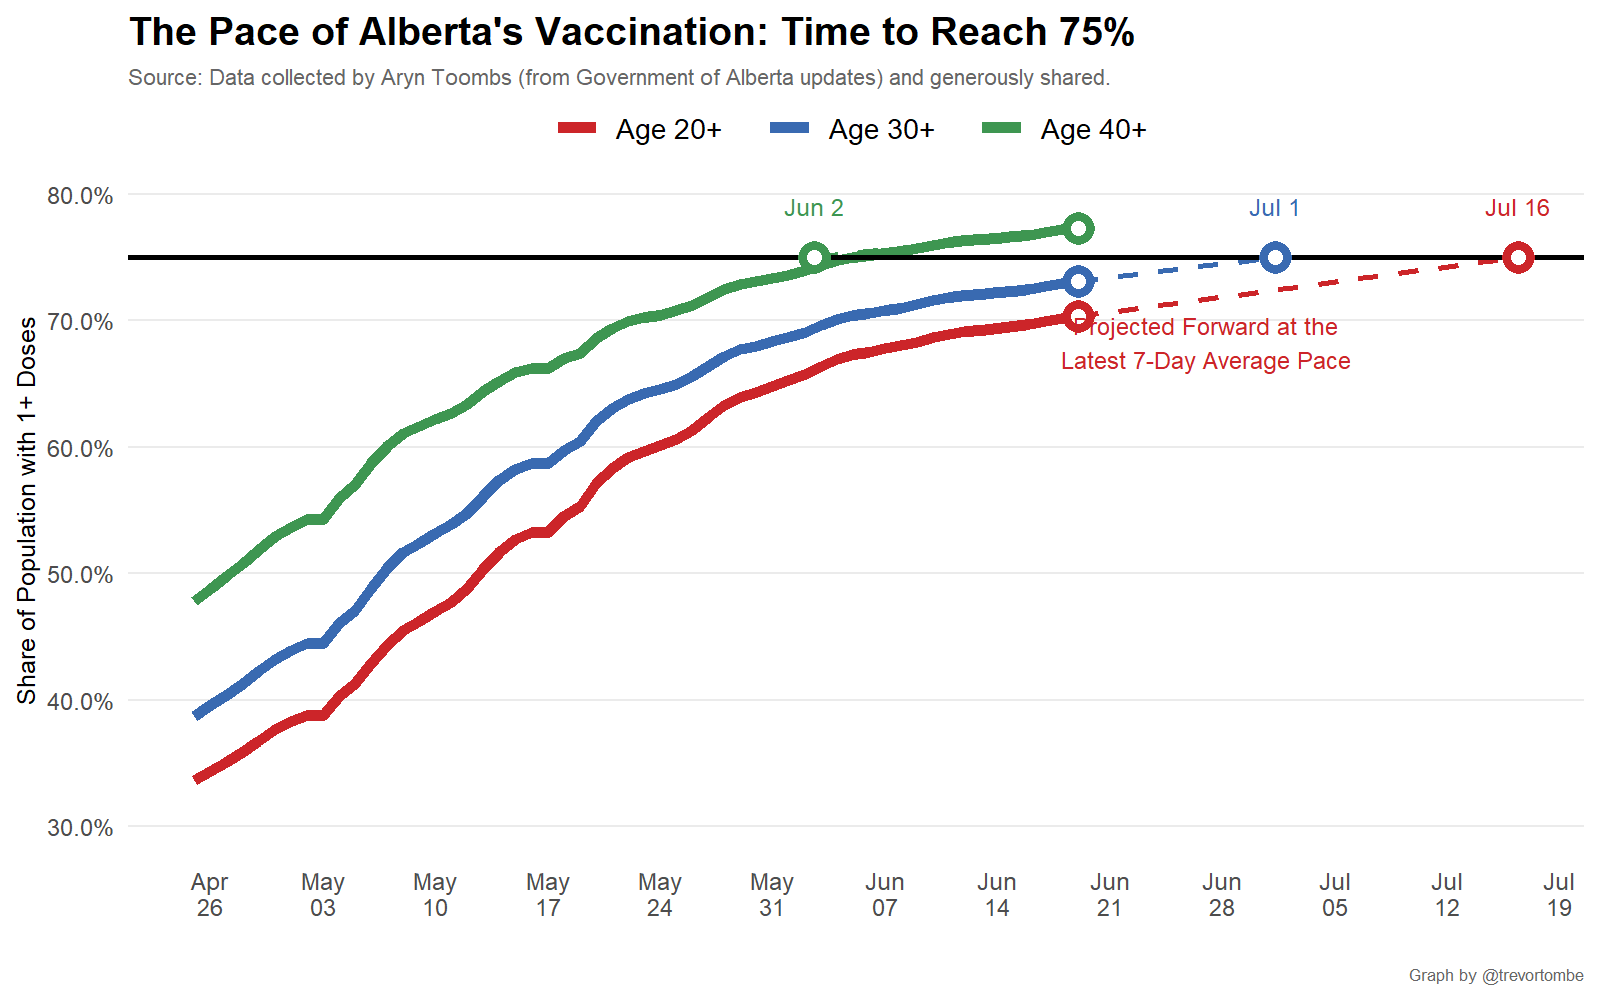 The Pace of Alberta's Vaccination: Time to Reach 75%
Source: Data collected by Aryn Toombs (from Government of Alberta updates) and generously shared.
Age 20+ Age 30+ Age 40+
80.0%
Jun 2 Jul 1 Jul 16
70.0%
Projected Forward at the
Latest 7-Day Average Pace
60.0%
50.0%
40.0%
30.0%
Share of Population with 1+ Doses
Apr May May May May May Jun Jun Jun Jun Jul Jul Jul
26 03 10 17 24 31 07 14 21 28 05 12 19
Graph by @trevortombe